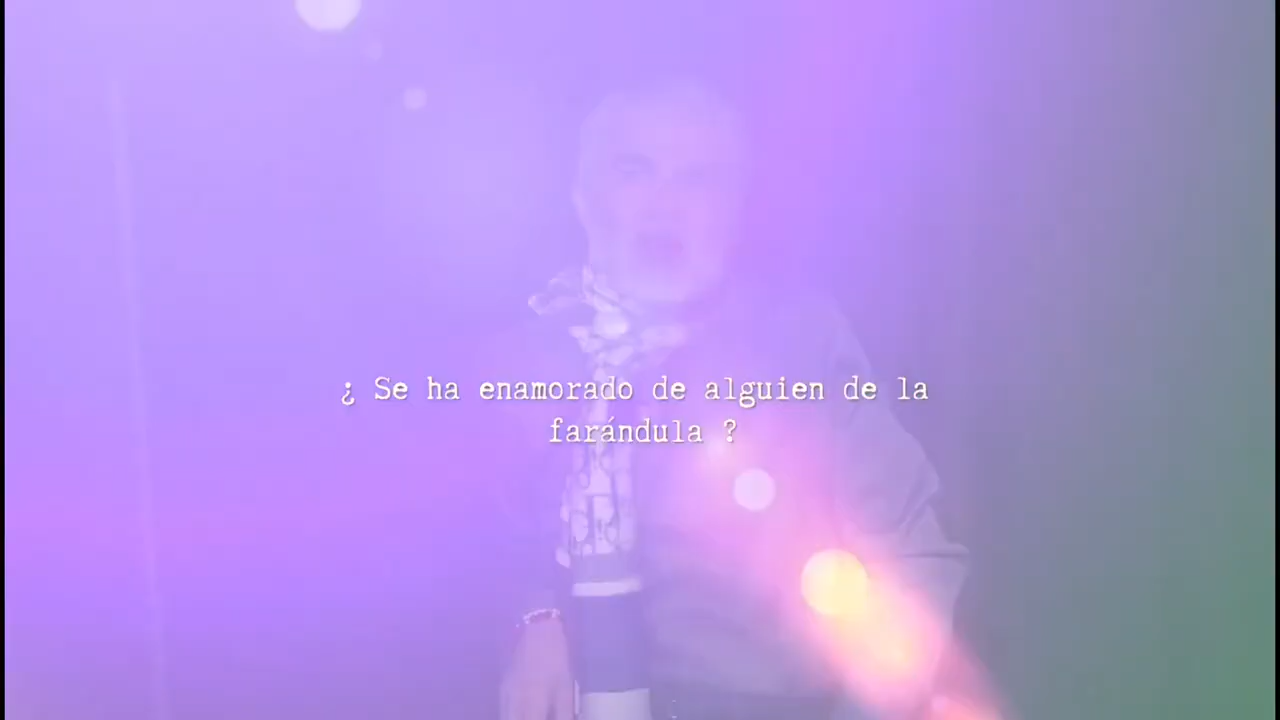 ¿ Se ha enamorado de alguien de la
farándula ?